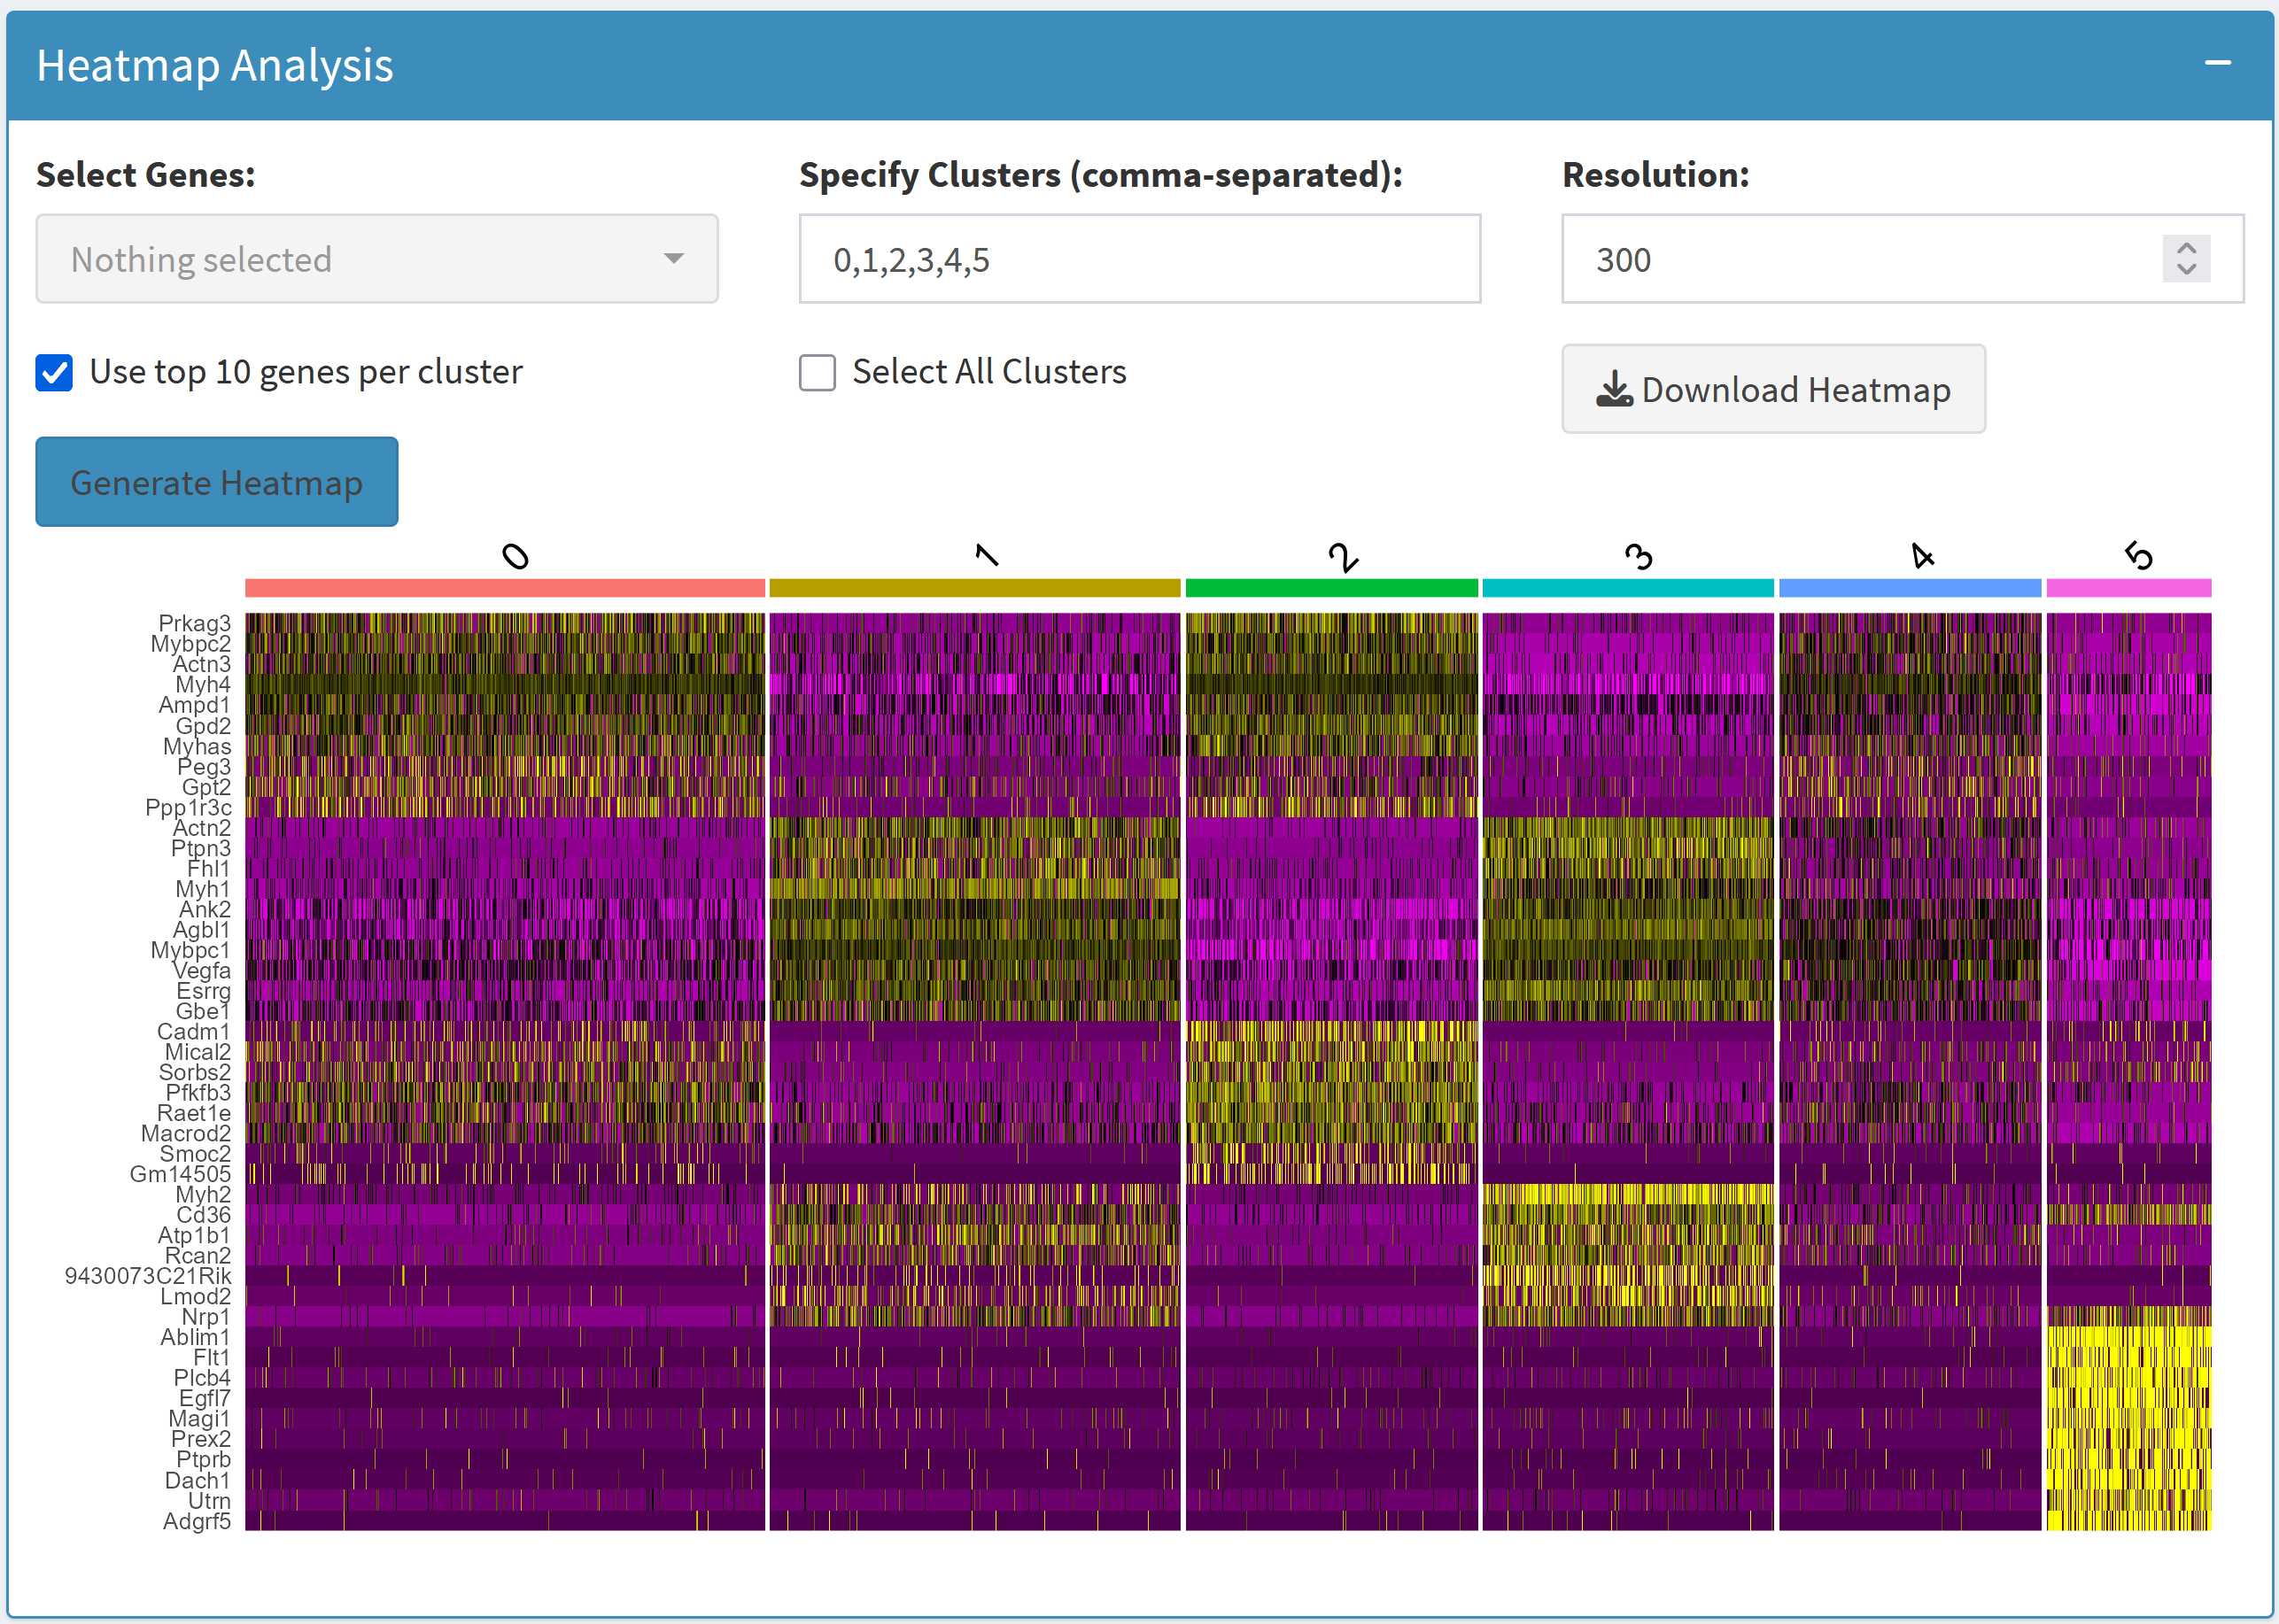 Heatmap Analysis
Select Genes:
Specify Clusters (comma-separated):
Resolution:
Nothing selected
0,1,2,3,4,5
300
Use top 10 genes per cluster
Select All Clusters
Download Heatmap
Generate Heatmap
0 1 2 3 4 5
Prkag3
Mybpc2
Actn3
Myh4
Ampd1
Gpd2
Myhas
Peg3
Gpt2
Ppp1r3c
Actn2
Ptpn3
Fhl1
Myh1
Ank2
Agbl1
Mybpc1
Vegfa
Esrrg
Gbe1
Cadm1
Mical2
Sorbs2
Pfkfb3
Raet1e
Macrod2
Smoc2
Gm14505
Myh2
Cd36
Atp1b1
Rcan2
9430073C21Rik
Lmod2
Nrp1
Ablim1
Flt1
Plcb4
Egfl7
Magi1
Prex2
Ptprb
Dach1
Utrn
Adgrf5